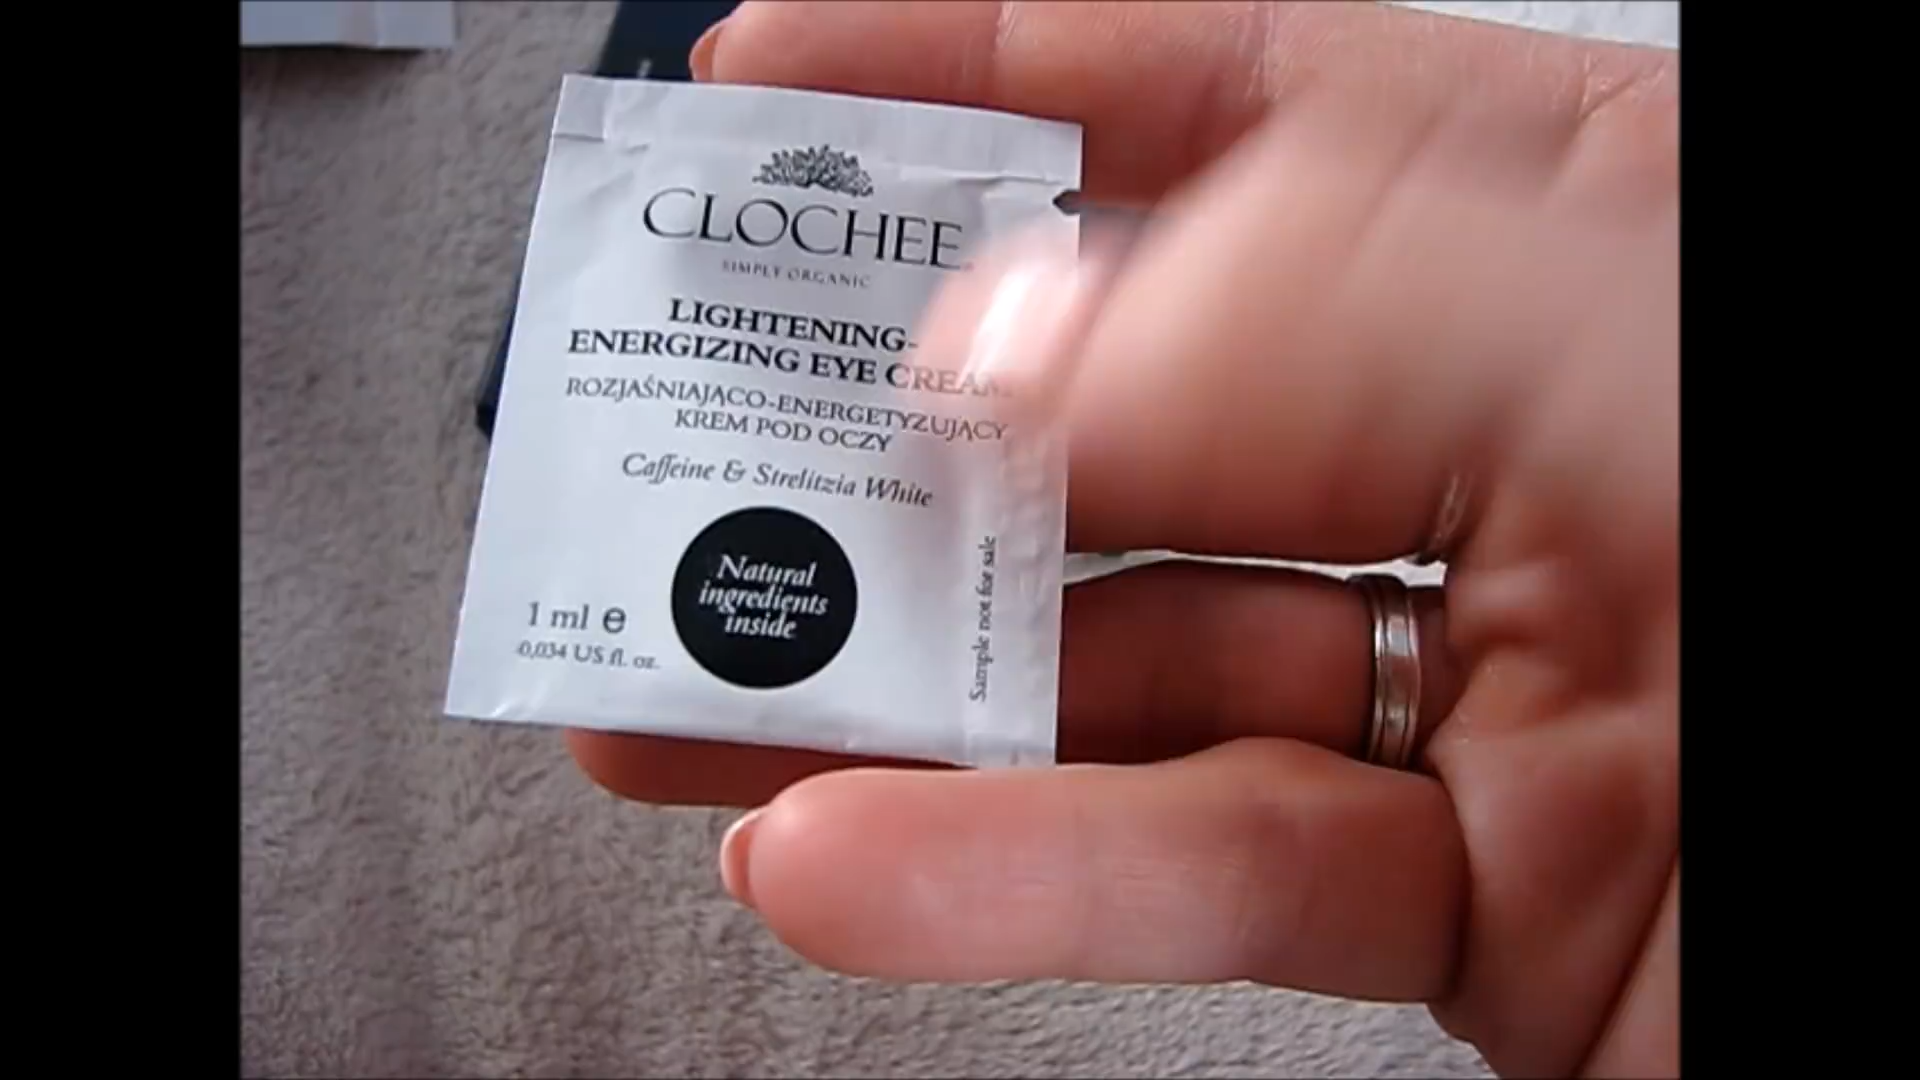 CLOCHEE
SIMPLY ORGANIC
LIGHTENING-
ENERGIZING EYE CREAM
ROZJAŚNIAJĄCO-ENERGETYZUJĄCY
KREM POD OCZY
Caffeine & Strelitzia White
Natural
ingredients
inside
1 ml e
0,034 US fl. oz.
Sample not for sale